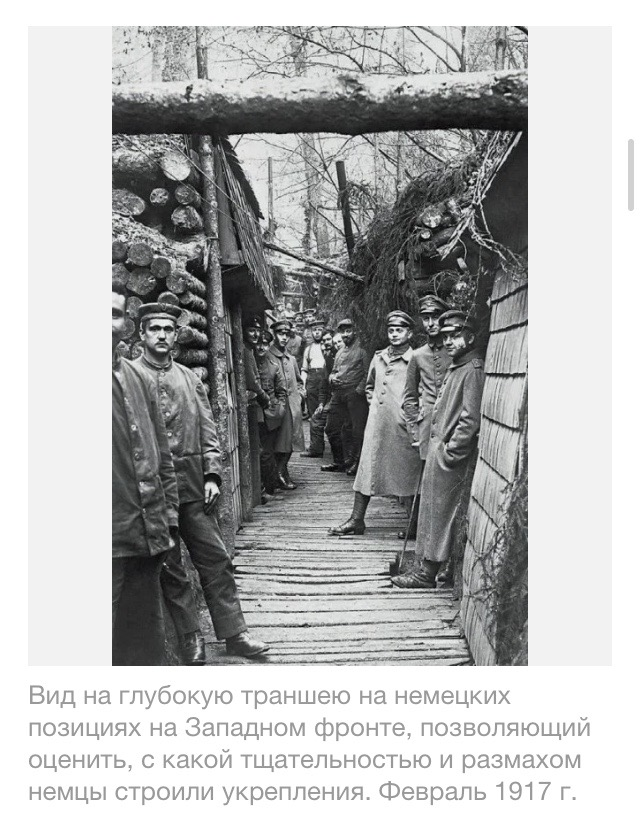 Вид на глубокую траншею на немецких
позициях на Западном фронте, позволяющий
оценить, с какой тщательностью и размахом
немцы строили укрепления. Февраль 1917 г.